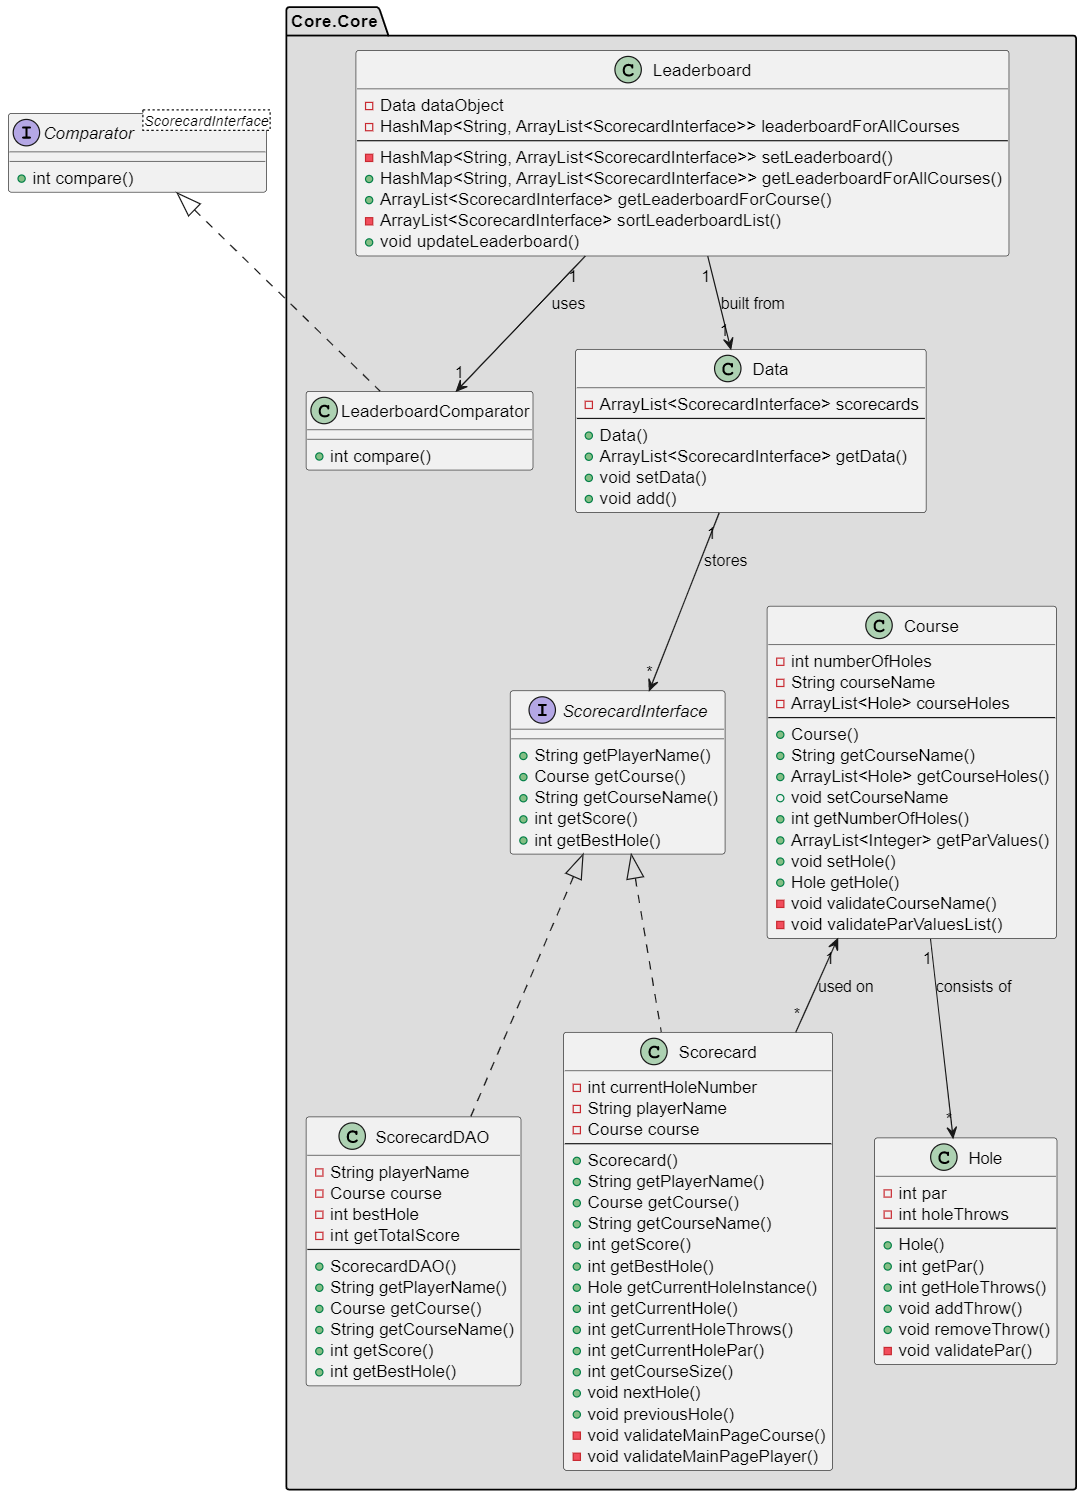 Core.Core
C Leaderboard
Data dataObject
HashMap<String, ArrayList<ScorecardInterface>> leaderboardForAllCourses
HashMap<String, ArrayList<ScorecardInterface>> setLeaderboard()
HashMap<String, ArrayList<ScorecardInterface>> getLeaderboardForAllCourses()
ArrayList<ScorecardInterface> getLeaderboardForCourse()
ArrayList<ScorecardInterface> sortLeaderboardList()
void updateLeaderboard()
ScorecardInterface
I Comparator
int compare()
1
uses
1
1
built from
1
C LeaderboardComparator
int compare()
C Data
ArrayList<ScorecardInterface> scorecards
Data()
ArrayList<ScorecardInterface> getData()
void setData()
void add()
1
stores
*
I ScorecardInterface
String getPlayerName()
Course getCourse()
String getCourseName()
int getScore()
int getBestHole()
C Course
int numberOfHoles
String courseName
ArrayList<Hole> courseHoles
Course()
String getCourseName()
ArrayList<Hole> getCourseHoles()
void setCourseName
int getNumberOfHoles()
ArrayList<Integer> getParValues()
void setHole()
Hole getHole()
void validateCourseName()
void validateParValuesList()
1
used on
*
1
consists of
*
C ScorecardDAO
String playerName
Course course
int bestHole
int getTotalScore
ScorecardDAO()
String getPlayerName()
Course getCourse()
String getCourseName()
int getScore()
int getBestHole()
C Scorecard
int currentHoleNumber
String playerName
Course course
Scorecard()
String getPlayerName()
Course getCourse()
String getCourseName()
int getScore()
int getBestHole()
Hole getCurrentHoleInstance()
int getCurrentHole()
int getCurrentHoleThrows()
int getCurrentHolePar()
int getCourseSize()
void nextHole()
void previousHole()
void validateMainPageCourse()
void validateMainPagePlayer()
C Hole
int par
int holeThrows
Hole()
int getPar()
int getHoleThrows()
void addThrow()
void removeThrow()
void validatePar()